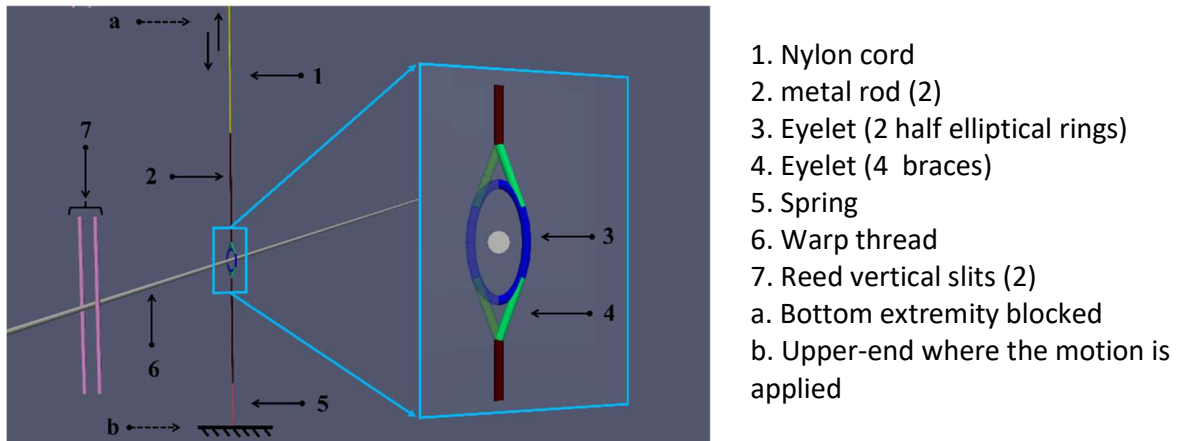 a
1
7
2
3
4
6
5
b
1. Nylon cord
2. metal rod (2)
3. Eyelet (2 half elliptical rings)
4. Eyelet (4  braces)
5. Spring
6. Warp thread
7. Reed vertical slits (2)
a. Bottom extremity blocked
b. Upper-end where the motion is
applied